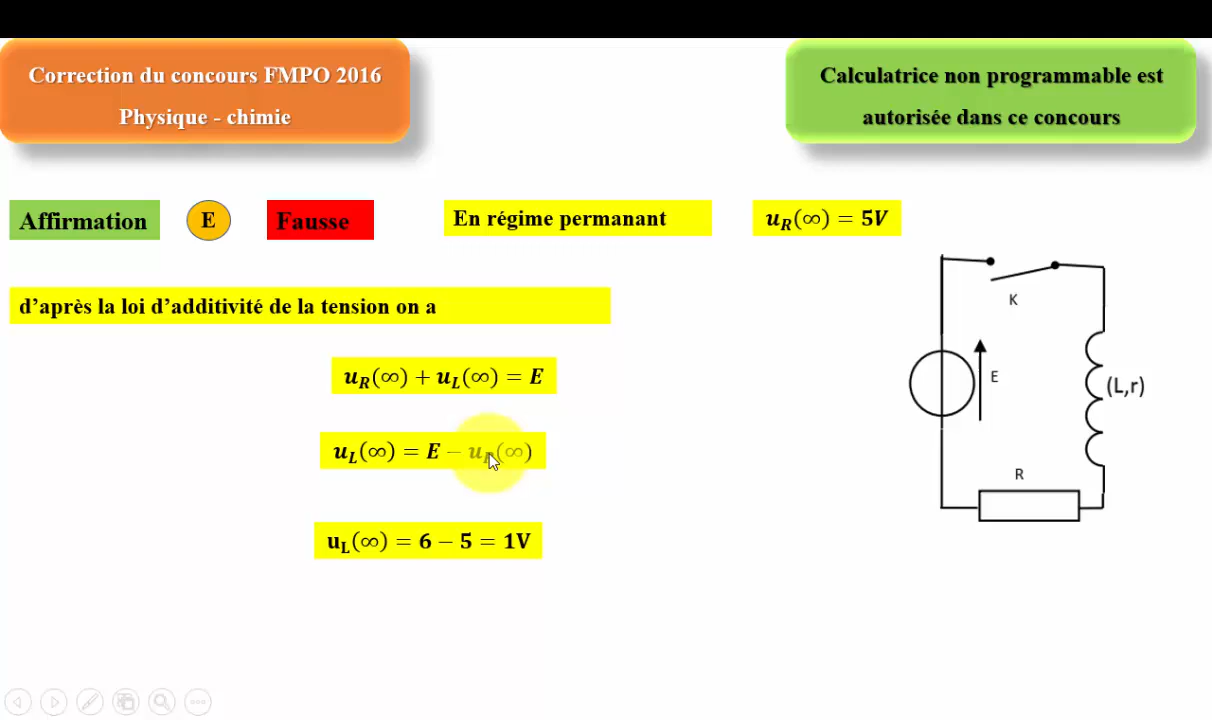 Correction du concours FMPO 2016
Physique - chimie
Calculatrice non programmable est
autorisée dans ce concours
Affirmation
E
Fausse
En régime permanant
u_R(∞) = 5V
d’après la loi d’additivité de la tension on a
u_R(∞) + u_L(∞) = E
u_L(∞) = E − u_R(∞)
u_L(∞) = 6 − 5 = 1V
K
E
(L,r)
R